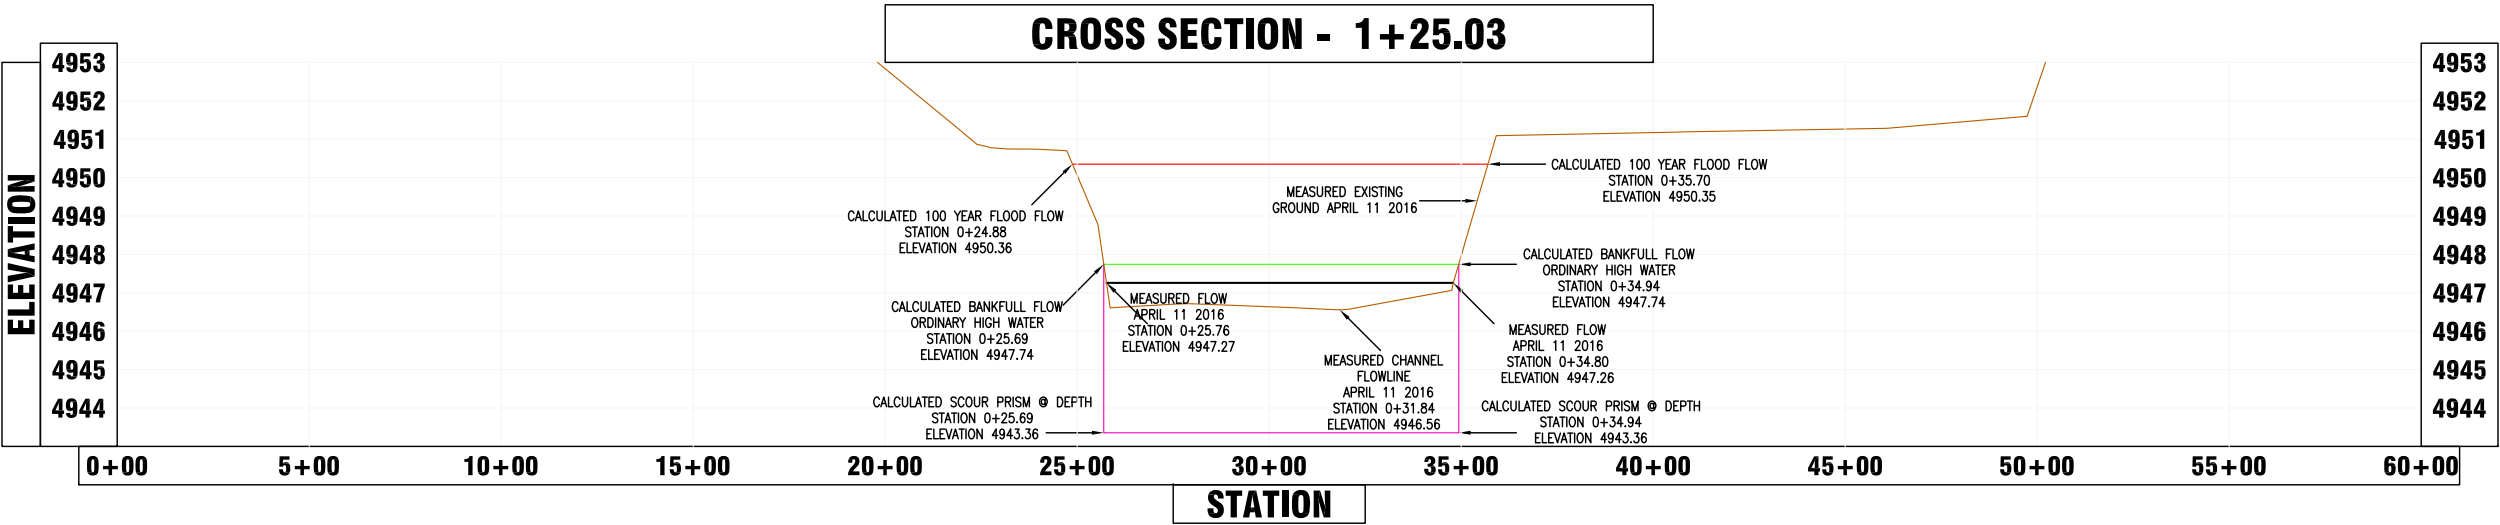 CROSS SECTION - 1+25.03
ELEVATION
4953
4952
4951
4950
4949
4948
4947
4946
4945
4944
4953
4952
4951
4950
4949
4948
4947
4946
4945
4944
CALCULATED 100 YEAR FLOOD FLOW
STATION 0+24.88
ELEVATION 4950.36
MEASURED EXISTING
GROUND APRIL 11 2016
CALCULATED 100 YEAR FLOOD FLOW
STATION 0+35.70
ELEVATION 4950.35
CALCULATED BANKFULL FLOW
ORDINARY HIGH WATER
STATION 0+34.94
ELEVATION 4947.74
CALCULATED BANKFULL FLOW
ORDINARY HIGH WATER
STATION 0+25.69
ELEVATION 4947.74
MEASURED FLOW
APRIL 11 2016
STATION 0+25.76
ELEVATION 4947.27
MEASURED FLOW
APRIL 11 2016
STATION 0+34.80
ELEVATION 4947.26
MEASURED CHANNEL
FLOWLINE
APRIL 11 2016
STATION 0+31.84
ELEVATION 4946.56
CALCULATED SCOUR PRISM @ DEPTH
STATION 0+25.69
ELEVATION 4943.36
CALCULATED SCOUR PRISM @ DEPTH
STATION 0+34.94
ELEVATION 4943.36
0+00 5+00 10+00 15+00 20+00 25+00 30+00 35+00 40+00 45+00 50+00 55+00 60+00
STATION